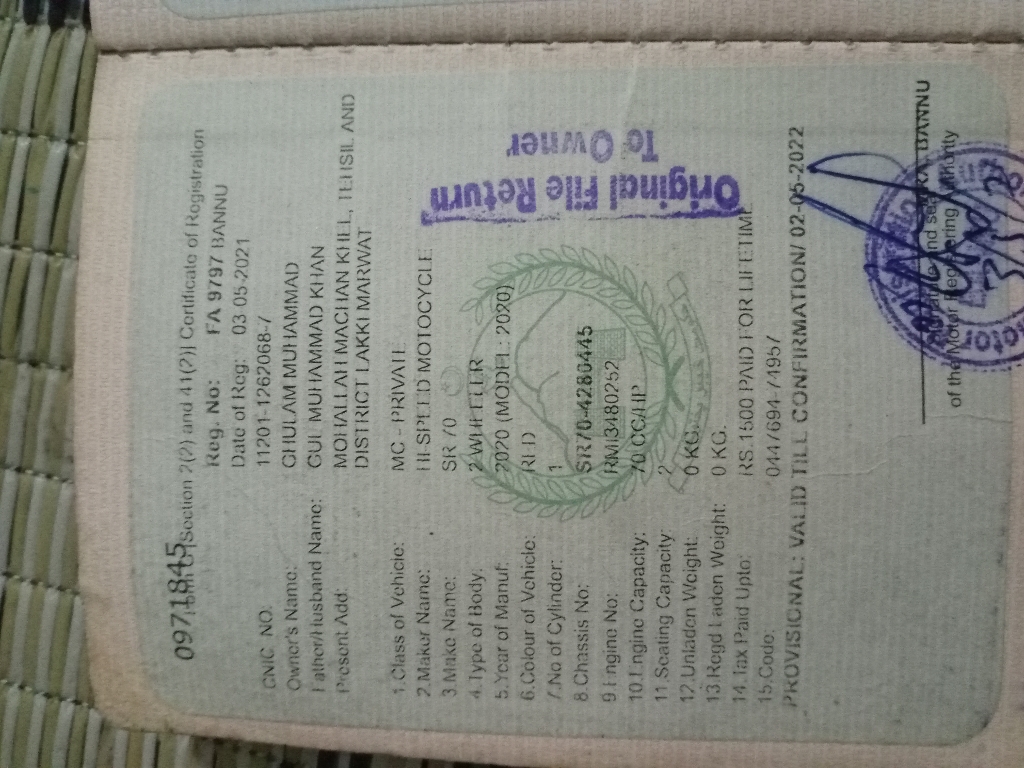 0971845
(Section 2(2) and 41(2)) Certificate of Registration
Reg. No: FA 9797 BANNU
Date of Reg: 03 05 2021
CNIC NO. 11201-1262068-7
Owner's Name: GHULAM MUHAMMAD
Father/Husband Name: GUL MUHAMMAD KHAN
Present Add: MOHALLAH MACHAN KHEL, TEHSIL AND
DISTRICT LAKKI MARWAT
1.Class of Vehicle: MC - PRIVATE
2.Maker Name: HI-SPEED MOTOCYCLE
3.Make Name: SR 70
4.Type of Body: 2 WHEELER
5.Year of Manuf: 2020 (MODEL: 2020)
6.Colour of Vehicle: RED
7.No of Cylinder: 1
8.Chassis No: SR70-4280445
9 Engine No: RMI3480252
10.Engine Capacity: 70 CC/HP
11 Seating Capacity: 2
12.Unladen Weight: 0 KG.
13 Regd Laden Weight: 0 KG.
14.Tax Paid Upto: RS.1500 PAID FOR LIFETIME
15.Code: 0447694 / 4957
PROVISIONAL: VALID TILL CONFIRMATION/ 02-05-2022
Original File Return
To Owner
BANNU
of the Motor Registering Authority